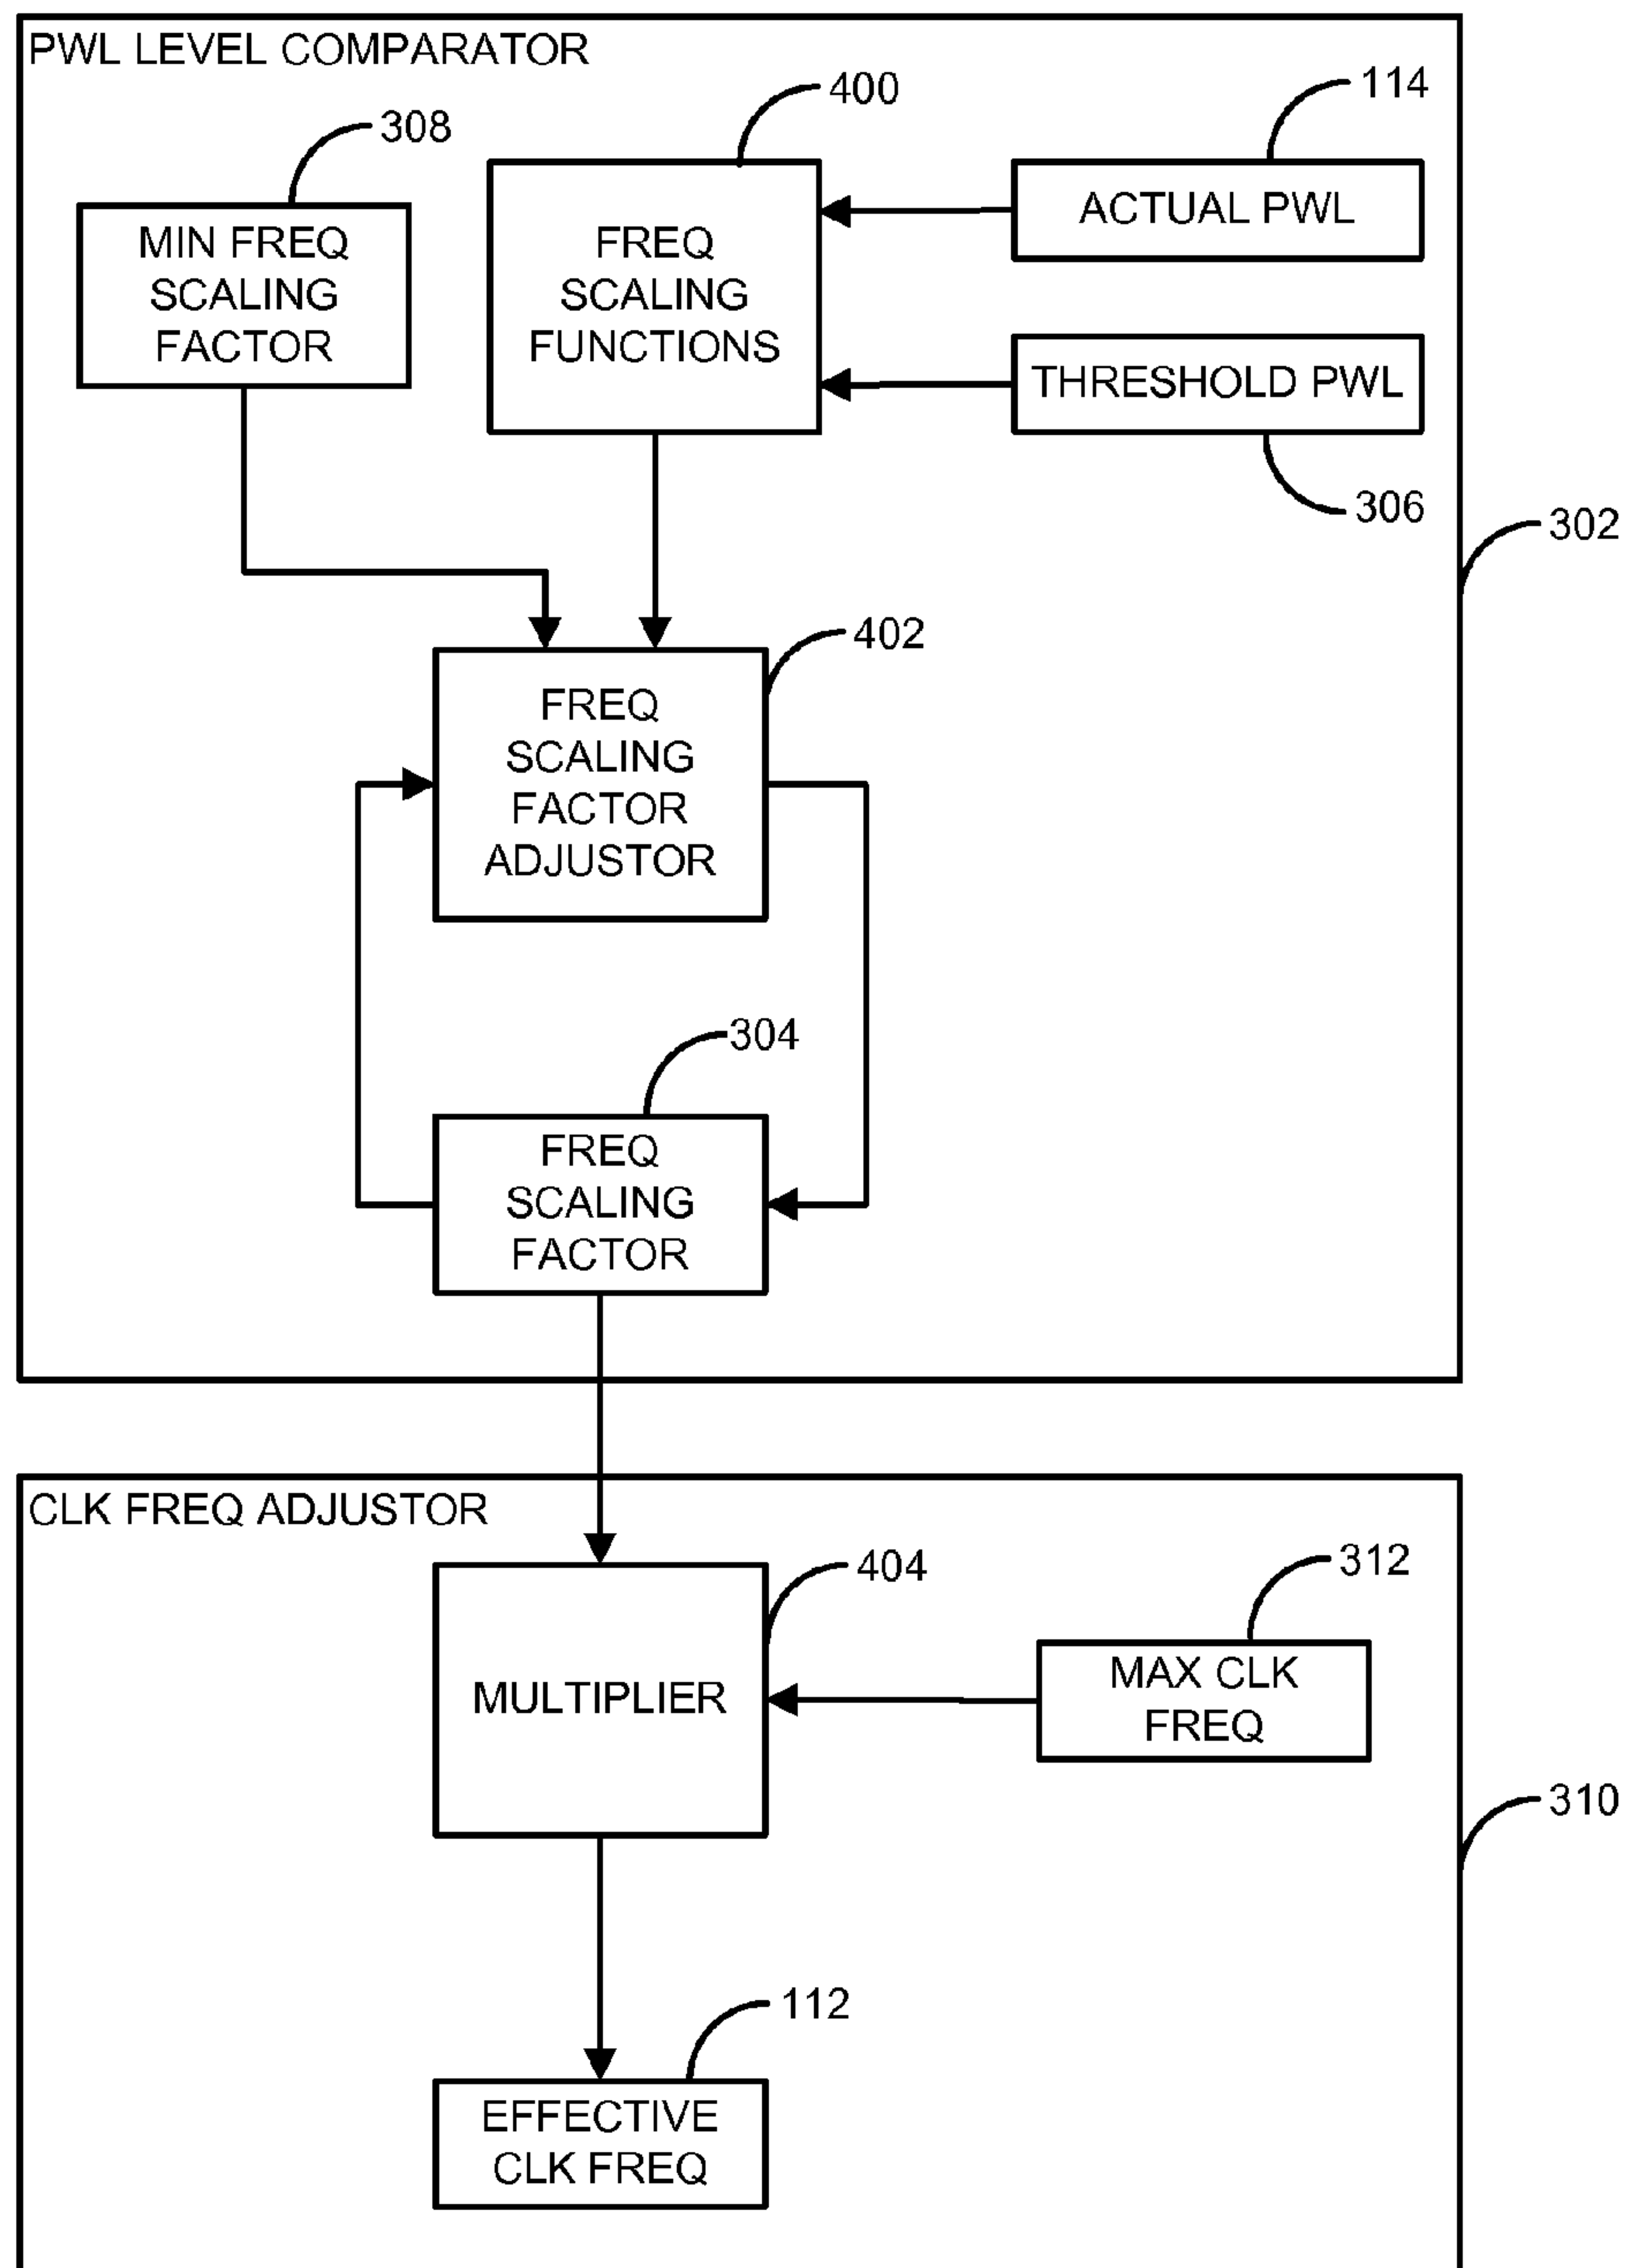 PWL LEVEL COMPARATOR
308
400
114
MIN FREQ
SCALING
FACTOR
FREQ
SCALING
FUNCTIONS
ACTUAL PWL
THRESHOLD PWL
306
302
402
FREQ
SCALING
FACTOR
ADJUSTOR
304
FREQ
SCALING
FACTOR
CLK FREQ ADJUSTOR
404
312
MULTIPLIER
MAX CLK
FREQ
310
112
EFFECTIVE
CLK FREQ